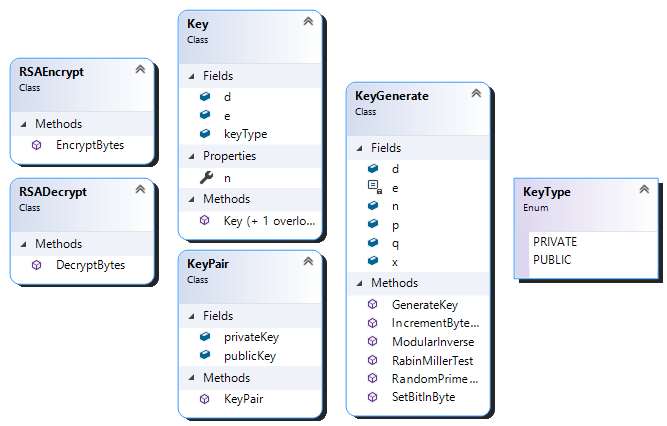 RSAEncrypt
Class
Methods
EncryptBytes
RSADecrypt
Class
Methods
DecryptBytes
Key
Class
Fields
d
e
keyType
Properties
n
Methods
Key (+ 1 overlo...
KeyPair
Class
Fields
privateKey
publicKey
Methods
KeyPair
KeyGenerate
Class
Fields
d
e
n
p
q
x
Methods
GenerateKey
IncrementByte...
ModularInverse
RabinMillerTest
RandomPrime...
SetBitInByte
KeyType
Enum
PRIVATE
PUBLIC